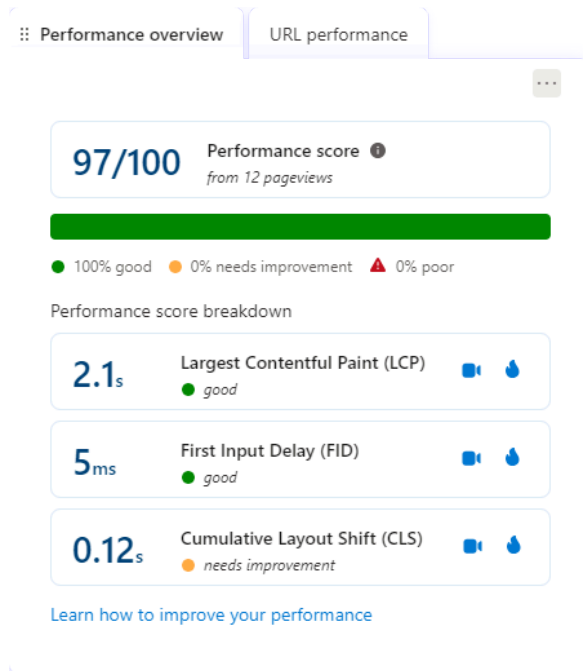 Performance overview
URL performance
97/100
Performance score
from 12 pageviews
100% good 0% needs improvement 0% poor
Performance score breakdown
2.1s
Largest Contentful Paint (LCP)
good
5ms
First Input Delay (FID)
good
0.12s
Cumulative Layout Shift (CLS)
needs improvement
Learn how to improve your performance